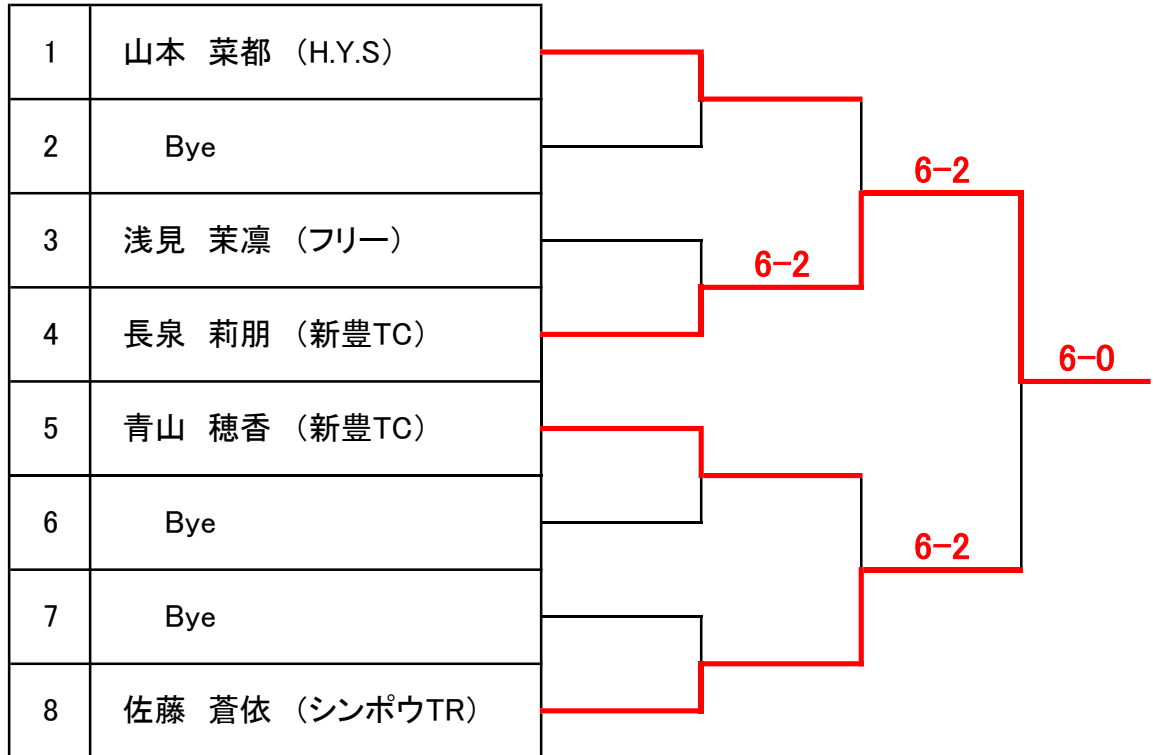 1 山本 菜都 (H.Y.S)
2 Bye
6-2
3 浅見 茉凛 (フリー)
6-2
4 長泉 莉朋 (新豊TC)
6-0
5 青山 穂香 (新豊TC)
6 Bye
6-2
7 Bye
8 佐藤 蒼依 (シンポウTR)